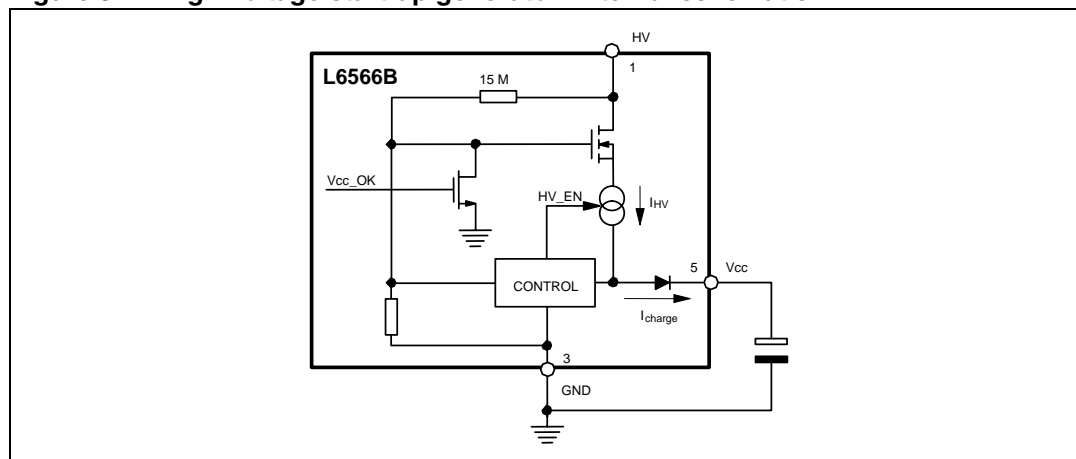 HV
1
L6566B
15 M
Vcc_OK
HV_EN
IHV
5
Vcc
CONTROL
Icharge
3
GND